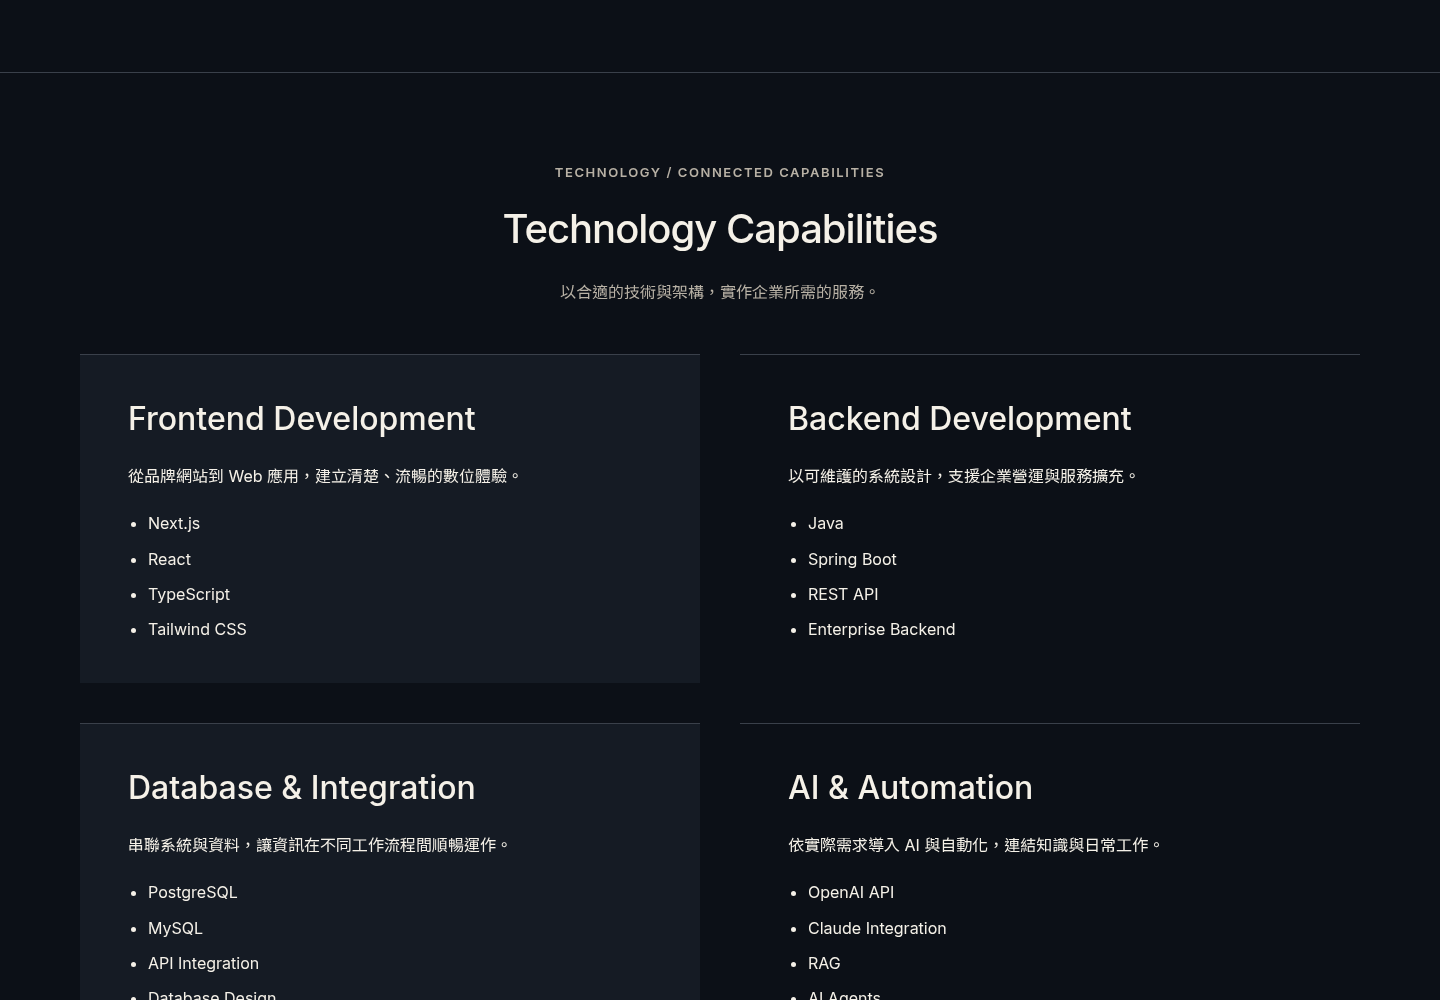 TECHNOLOGY / CONNECTED CAPABILITIES
Technology Capabilities
以合適的技術與架構，實作企業所需的服務。
Frontend Development
從品牌網站到 Web 應用，建立清楚、流暢的數位體驗。
• Next.js
• React
• TypeScript
• Tailwind CSS
Backend Development
以可維護的系統設計，支援企業營運與服務擴充。
• Java
• Spring Boot
• REST API
• Enterprise Backend
Database & Integration
串聯系統與資料，讓資訊在不同工作流程間順暢運作。
• PostgreSQL
• MySQL
• API Integration
• Database Design
AI & Automation
依實際需求導入 AI 與自動化，連結知識與日常工作。
• OpenAI API
• Claude Integration
• RAG
• AI Agents